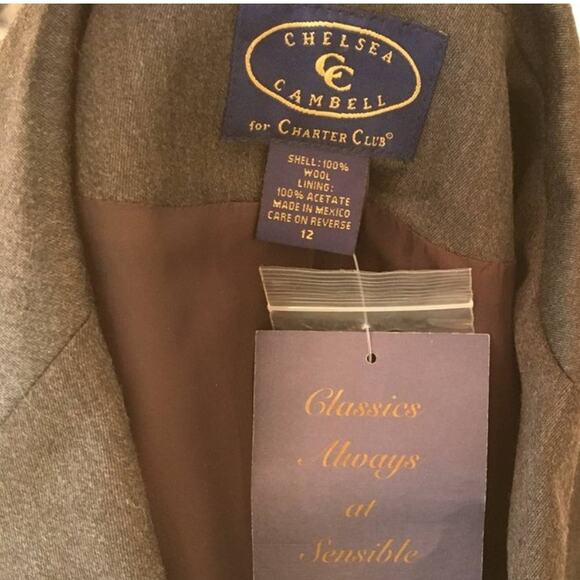 CHELSEA
CC
CAMBELL
for CHARTER CLUB©
SHELL: 100%
WOOL
LINING:
100% ACETATE
MADE IN MEXICO
CARE ON REVERSE
12
Classics
Always
at
Sensible